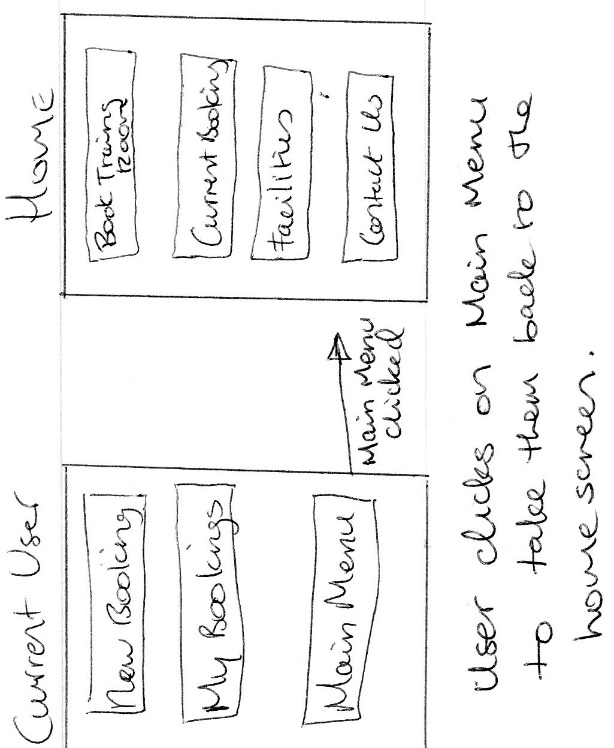 Current User
New Booking
My Bookings
Main Menu
Main Menu
clicked
Home
Book Training
Room
Current Booking
Facilities
Contact Us
User clicks on Main Menu
to take them back to the
home screen.